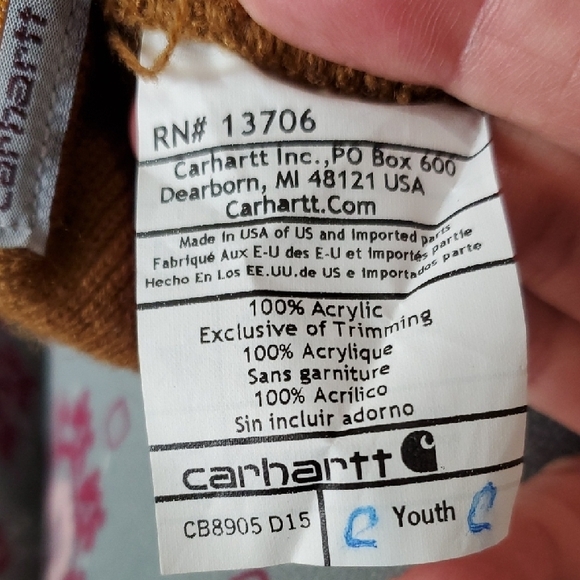 carhartt
RN# 13706
Carhartt Inc.,PO Box 600
Dearborn, MI 48121 USA
Carhartt.Com
Made In USA of US and Imported parts
Fabriqué Aux E-U des E-U et Importés partie
Hecho En Los EE.UU.de US e Importados parte
100% Acrylic
Exclusive of Trimming
100% Acrylique
Sans garniture
100% Acrílico
Sin incluir adorno
carhartt
CB8905 D15
C Youth C